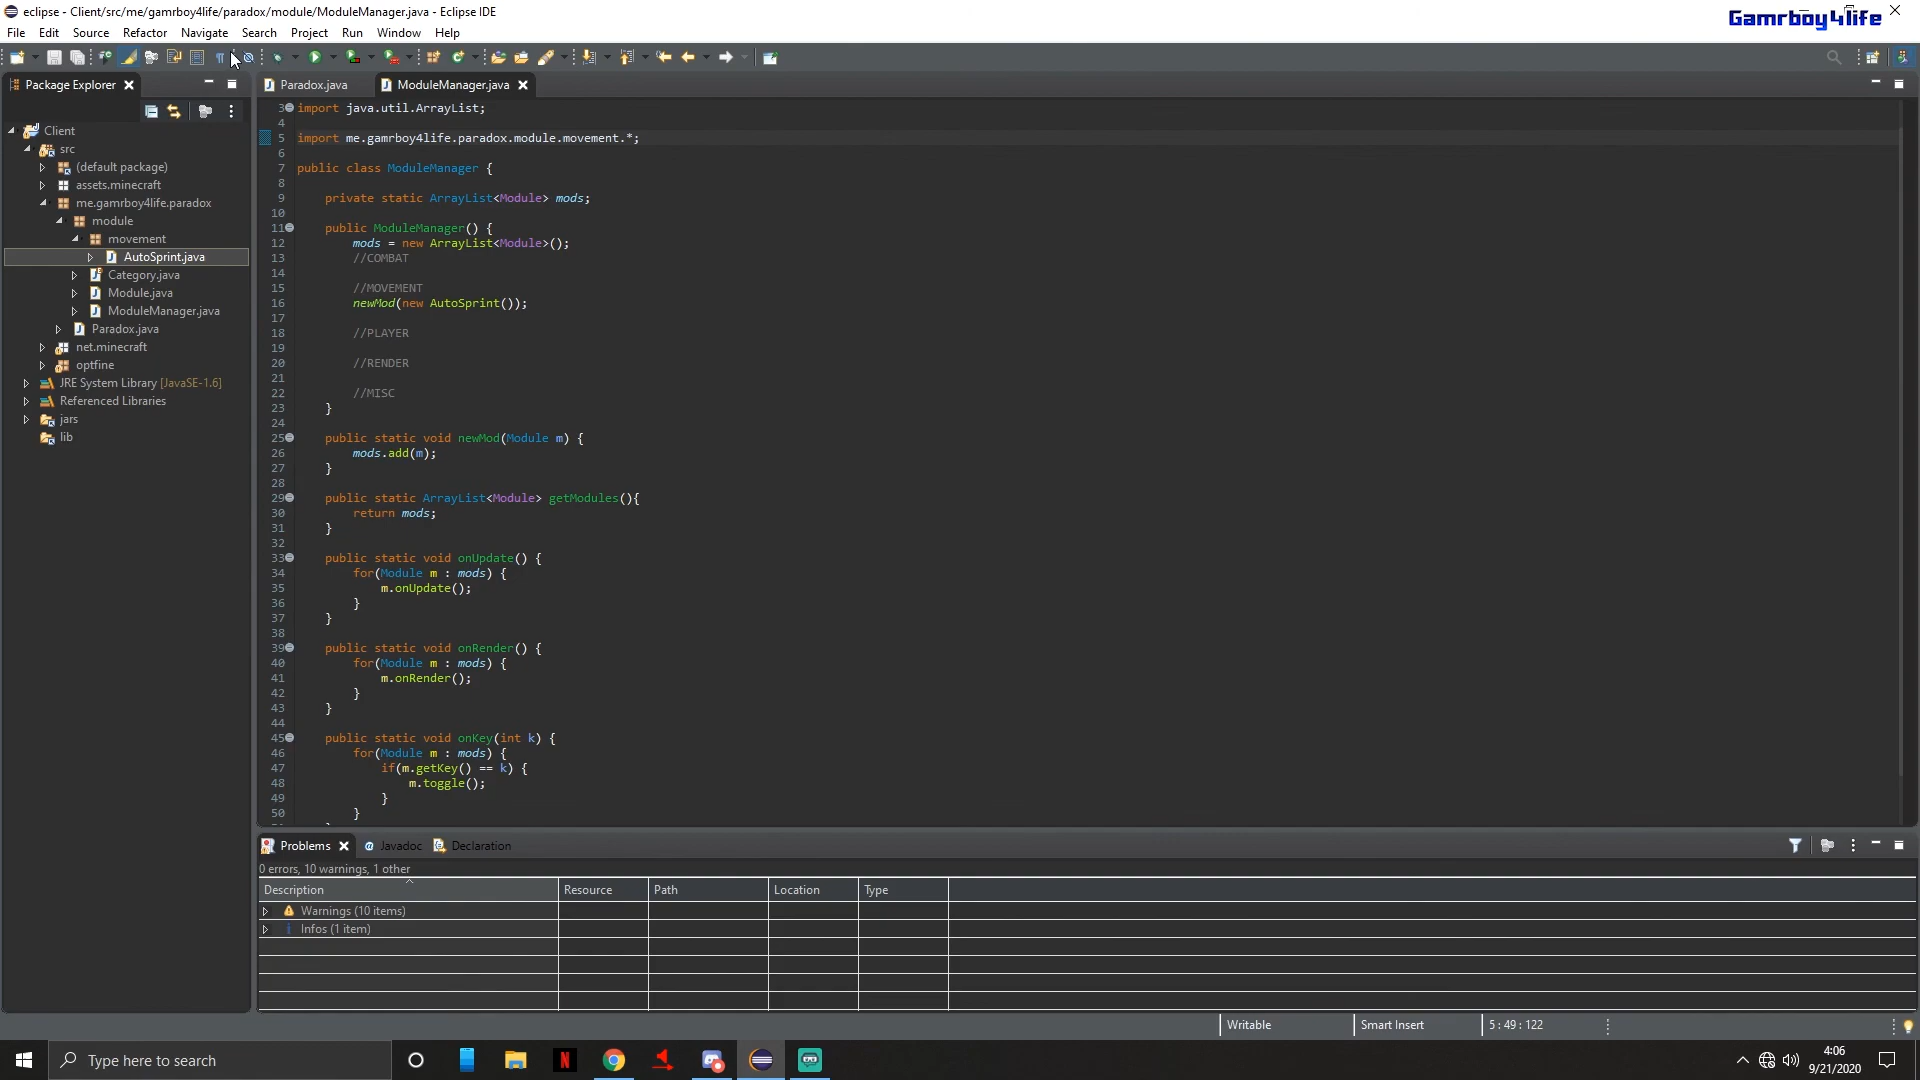 eclipse - Client/src/me/gamrboy4life/paradox/module/ModuleManager.java - Eclipse IDE
Gamrboy4life
File Edit Source Refactor Navigate Search Project Run Window Help
Package Explorer
Paradox.java
ModuleManager.java
Client
src
(default package)
assets.minecraft
me.gamrboy4life.paradox
module
movement
AutoSprint.java
Category.java
Module.java
ModuleManager.java
Paradox.java
net.minecraft
optfine
JRE System Library [JavaSE-1.6]
Referenced Libraries
jars
lib
3 import java.util.ArrayList;
4
5 import me.gamrboy4life.paradox.module.movement.*;
6
7 public class ModuleManager {
8
9 private static ArrayList<Module> mods;
10
11 public ModuleManager() {
12 mods = new ArrayList<Module>();
13 //COMBAT
14
15 //MOVEMENT
16 newMod(new AutoSprint());
17
18 //PLAYER
19
20 //RENDER
21
22 //MISC
23 }
24
25 public static void newMod(Module m) {
26 mods.add(m);
27 }
28
29 public static ArrayList<Module> getModules(){
30 return mods;
31 }
32
33 public static void onUpdate() {
34 for(Module m : mods) {
35 m.onUpdate();
36 }
37 }
38
39 public static void onRender() {
40 for(Module m : mods) {
41 m.onRender();
42 }
43 }
44
45 public static void onKey(int k) {
46 for(Module m : mods) {
47 if(m.getKey() == k) {
48 m.toggle();
49 }
50 }
Problems
Javadoc
Declaration
0 errors, 10 warnings, 1 other
Description Resource Path Location Type
Warnings (10 items)
Infos (1 item)
Writable Smart Insert 5 : 49 : 122
Type here to search
4:06
9/21/2020